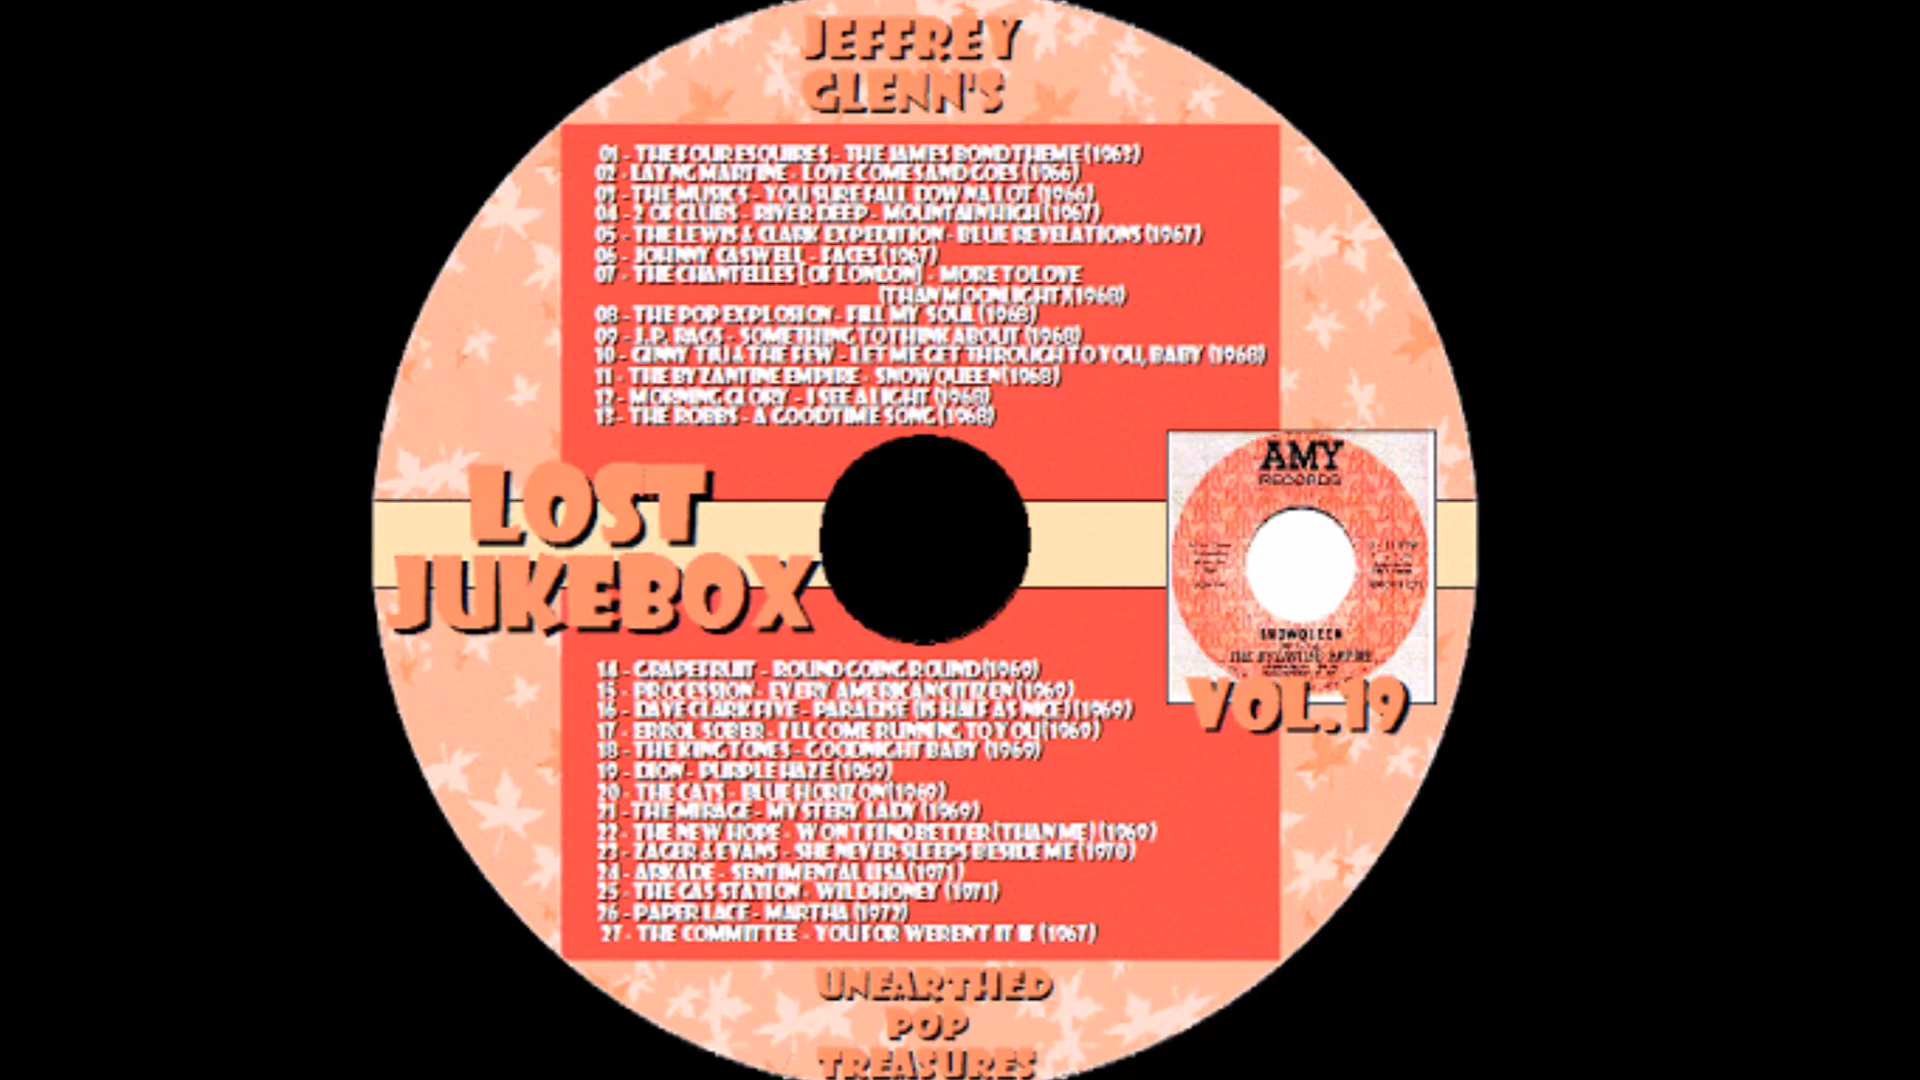 JEFFREY
GLENN'S
01 - THE FOUR ESQUIRES - THE JAMES BOND THEME (1963)
02 - LAYNG MARTINE - LOVE COMES AND GOES (1966)
03 - THE MUSICS - YOU SURE FALL DOWN A LOT (1966)
04 - 2 OF CLUBS - RIVER DEEP - MOUNTAIN HIGH (1967)
05 - THE LEWIS & CLARK EXPEDITION - BLUE REVELATIONS (1967)
06 - JOHNNY CASWELL - FACES (1967)
07 - THE CHANTELLES [OF LONDON] - MORE TO LOVE
(THAN MOONLIGHT) (1968)
08 - THE POP EXPLOSION - FILL MY SOUL (1968)
09 - J.P. RAGS - SOMETHING TO THINK ABOUT (1968)
10 - GINNY TIU & THE FEW - LET ME GET THROUGH TO YOU, BABY (1968)
11 - THE BYZANTINE EMPIRE - SNOWQUEEN (1968)
12 - MORNING GLORY - I SEE A LIGHT (1968)
13 - THE ROBBS - A GOOD TIME SONG (1968)
AMY
RECORDS
LOST
JUKEBOX
SNOWQUEEN
THE BYZANTINE EMPIRE
VOL.19
14 - GRAPEFRUIT - ROUND GOING ROUND (1969)
15 - PROCESSION - EVERY AMERICAN CITIZEN (1969)
16 - DAVE CLARK FIVE - PARADISE (IS HALF AS NICE) (1969)
17 - ERROL SOBER - I'LL COME RUNNING TO YOU (1969)
18 - THE KINGTONES - GOODNIGHT BABY (1969)
19 - DION - PURPLE HAZE (1969)
20 - THE CATS - BLUE HORIZON (1969)
21 - THE MIRAGE - MYSTERY LADY (1969)
22 - THE NEW HOPE - WON'T FIND BETTER (THAN ME) (1969)
23 - ZAGER & EVANS - SHE NEVER SLEEPS BESIDE ME (1970)
24 - ARKADE - SENTIMENTAL LISA (1971)
25 - THE GAS STATION - WILDHONEY (1971)
26 - PAPER LACE - MARTHA (1972)
27 - THE COMMITTEE - YOU FOR WERENT IT IF (1967)
UNEARTHED
POP
TREASURES